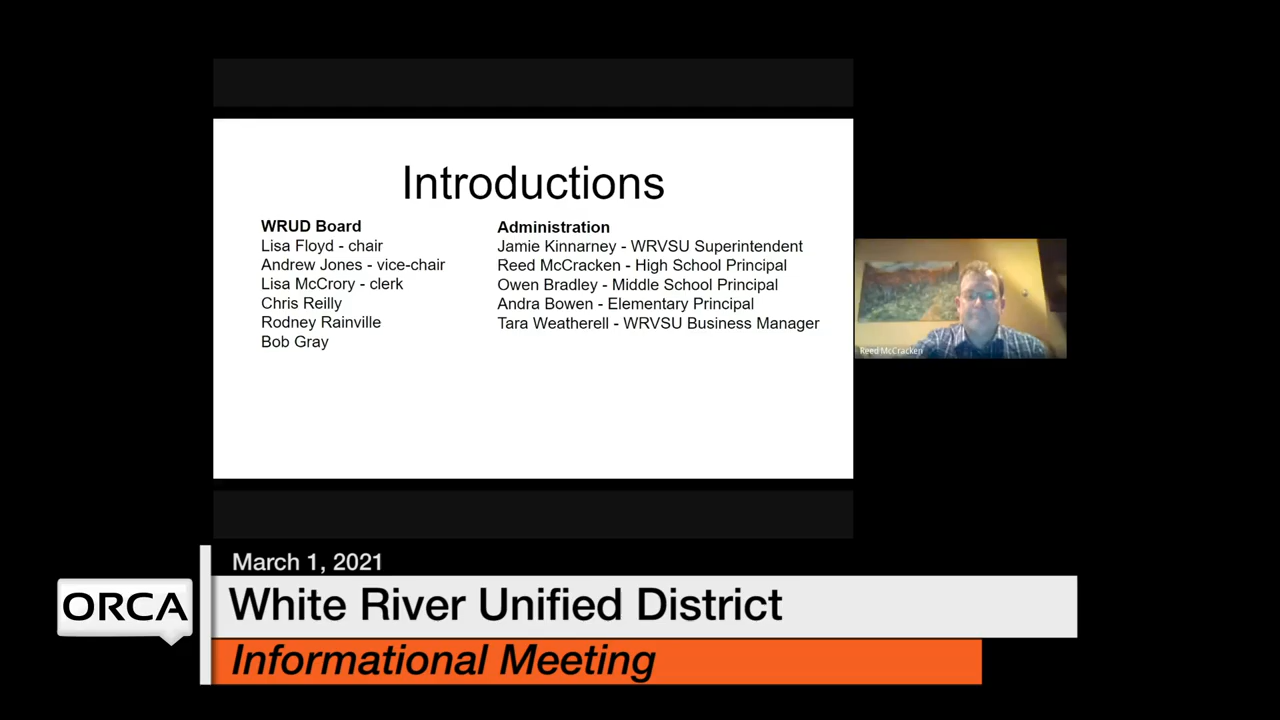 Introductions
WRUD Board
Lisa Floyd - chair
Andrew Jones - vice-chair
Lisa McCrory - clerk
Chris Reilly
Rodney Rainville
Bob Gray
Administration
Jamie Kinnarney - WRVSU Superintendent
Reed McCracken - High School Principal
Owen Bradley - Middle School Principal
Andra Bowen - Elementary Principal
Tara Weatherell - WRVSU Business Manager
Reed McCracken
March 1, 2021
ORCA
White River Unified District
Informational Meeting